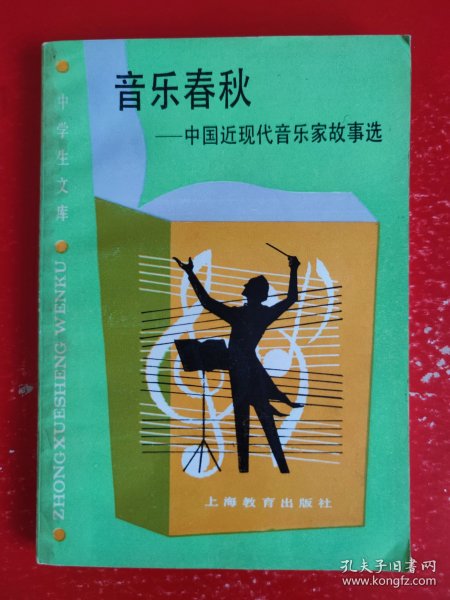 音乐春秋
——中国近现代音乐家故事选
中学生文库
ZHONGXUESHENG WENKU
上海教育出版社
孔夫子旧书网
www.kongfz.com